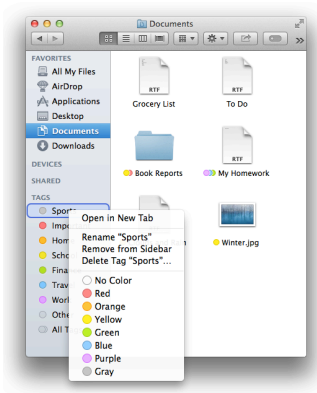 Documents
FAVORITES
All My Files
AirDrop
Applications
Desktop
Documents
Downloads
DEVICES
SHARED
TAGS
Sports
RTF
Grocery List
RTF
To Do
Book Reports
RTF
My Homework
Winter.jpg
Open in New Tab
Rename "Sports"
Remove from Sidebar
Delete Tag "Sports"...
No Color
Red
Orange
Yellow
Green
Blue
Purple
Gray